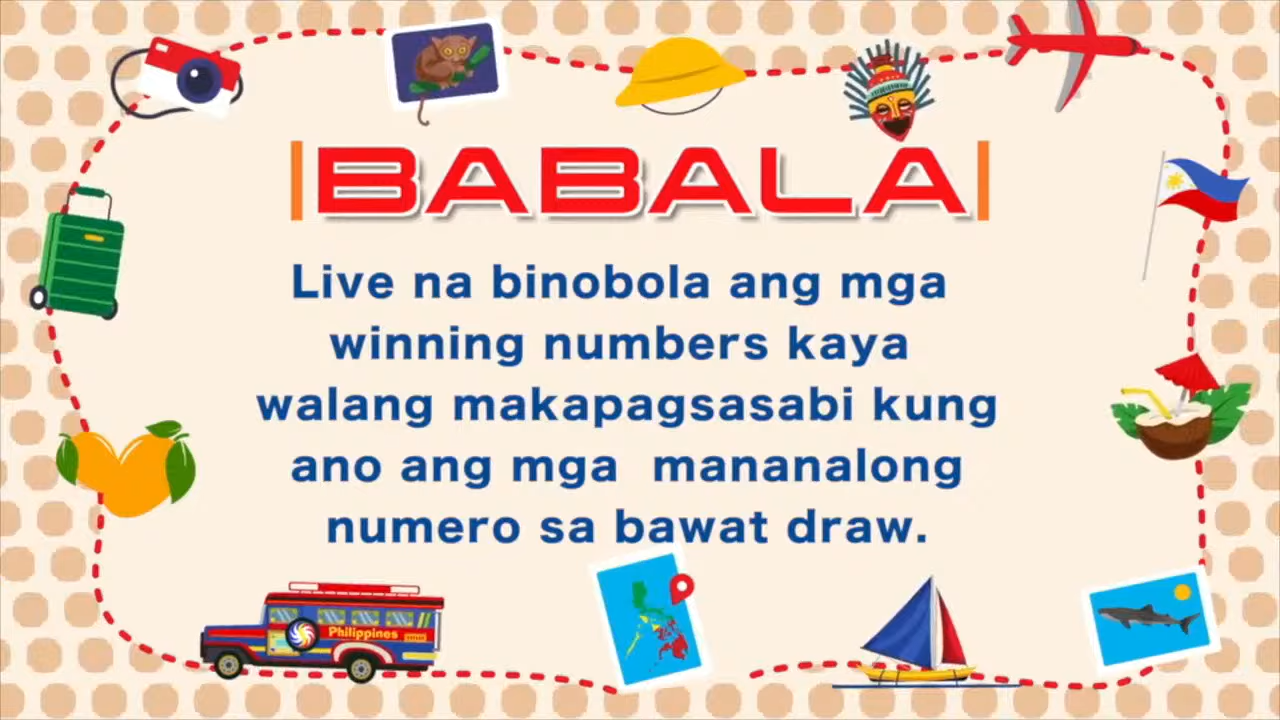 BABALA
Live na binobola ang mga
winning numbers kaya
walang makapagsasabi kung
ano ang mga mananalong
numero sa bawat draw.
Philippines